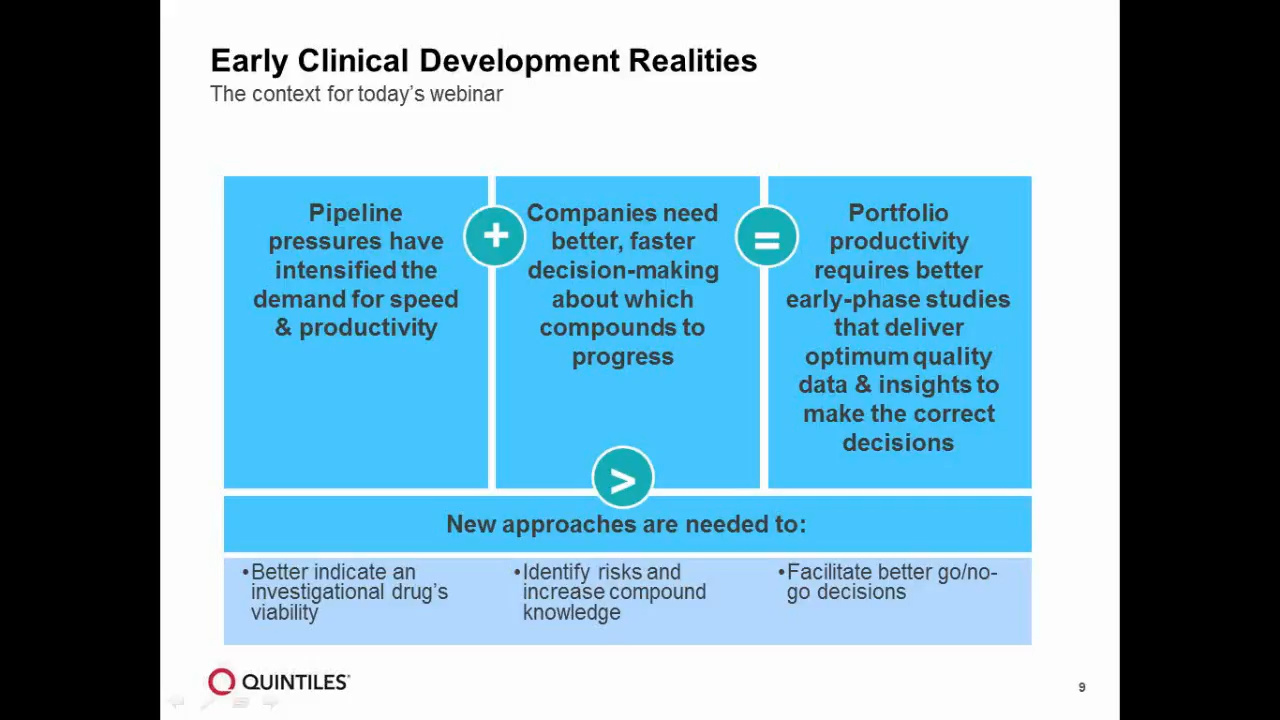 Early Clinical Development Realities
The context for today's webinar
Pipeline
pressures have
intensified the
demand for speed
& productivity
+
Companies need
better, faster
decision-making
about which
compounds to
progress
=
Portfolio
productivity
requires better
early-phase studies
that deliver
optimum quality
data & insights to
make the correct
decisions
>
New approaches are needed to:
•Better indicate an
investigational drug's
viability
•Identify risks and
increase compound
knowledge
•Facilitate better go/no-
go decisions
QUINTILES
9